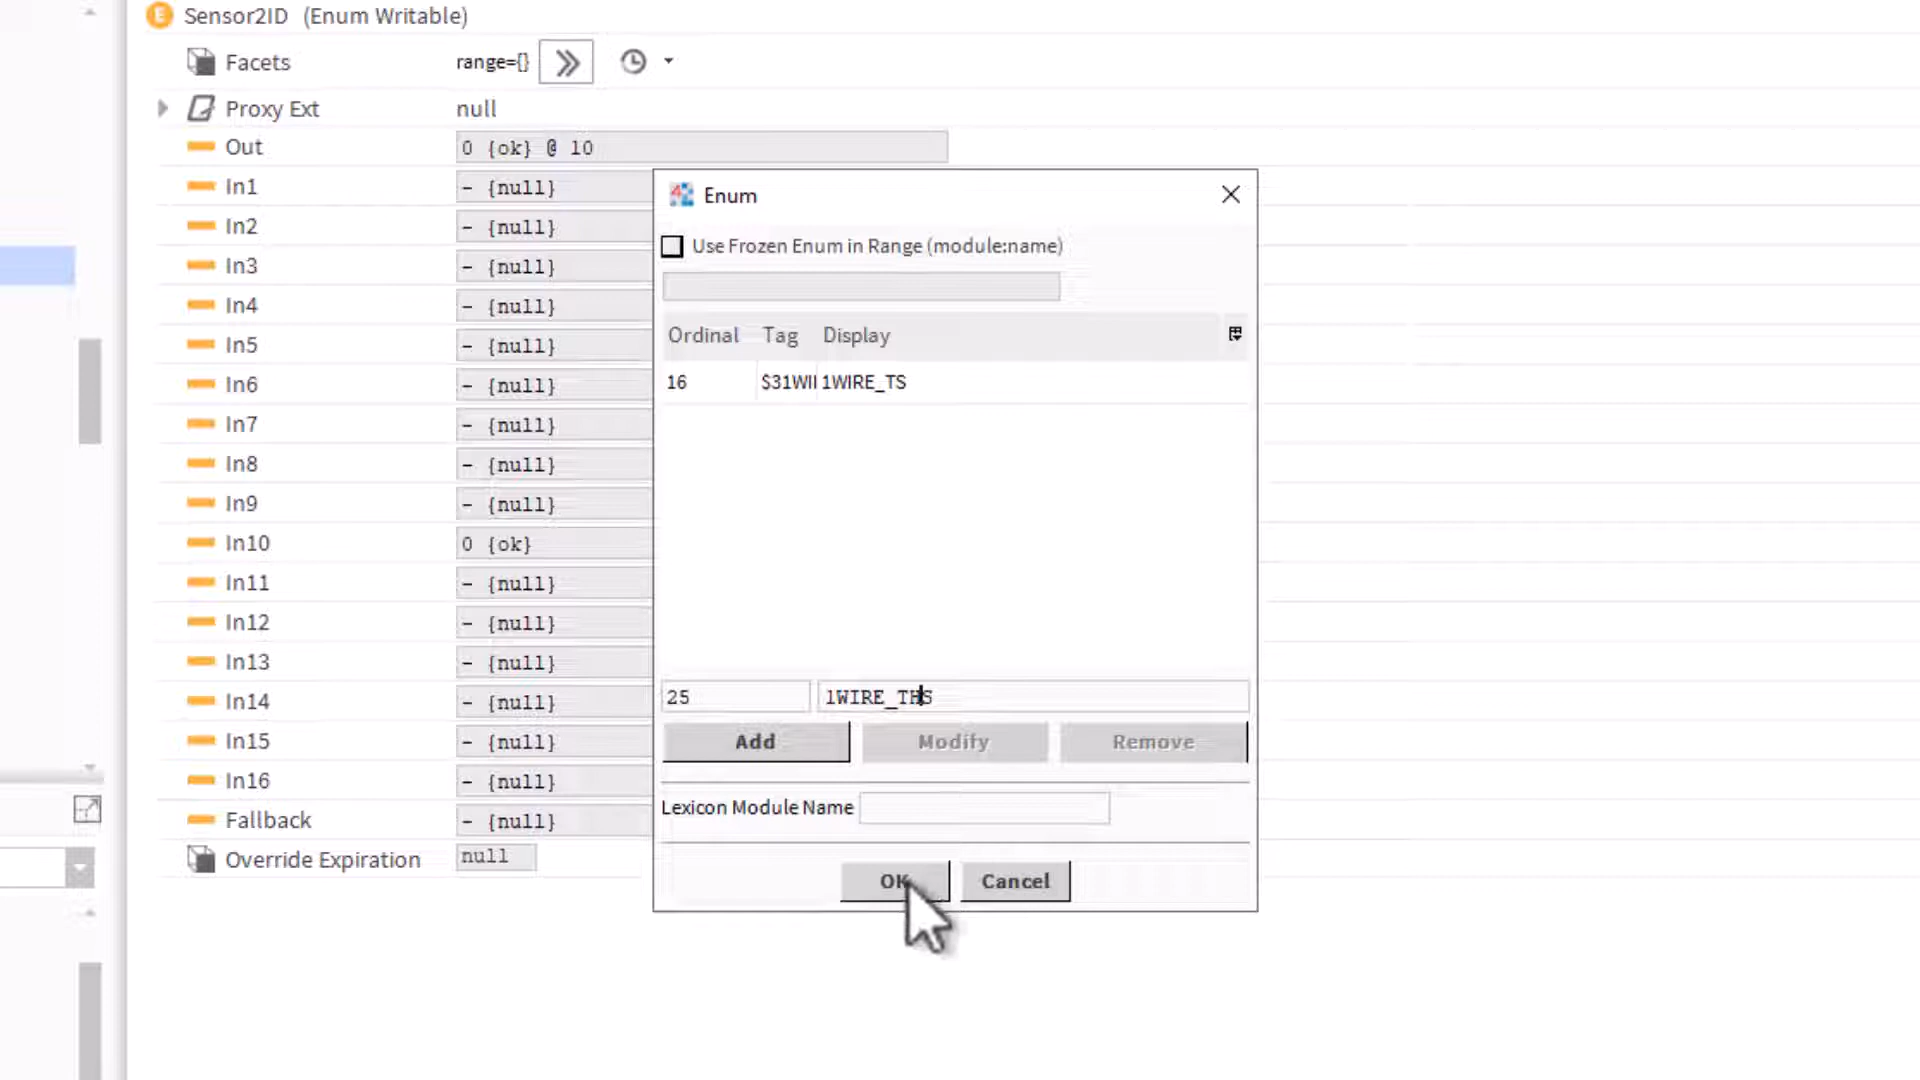 Sensor2ID (Enum Writable)
Facets range={}
Proxy Ext null
Out 0 {ok} @ 10
In1 - {null}
In2 - {null}
In3 - {null}
In4 - {null}
In5 - {null}
In6 - {null}
In7 - {null}
In8 - {null}
In9 - {null}
In10 0 {ok}
In11 - {null}
In12 - {null}
In13 - {null}
In14 - {null}
In15 - {null}
In16 - {null}
Fallback - {null}
Override Expiration null
Enum
Use Frozen Enum in Range (module:name)
Ordinal Tag Display
16 $31WII 1WIRE_TS
25 1WIRE_THS
Add Modify Remove
Lexicon Module Name
OK Cancel